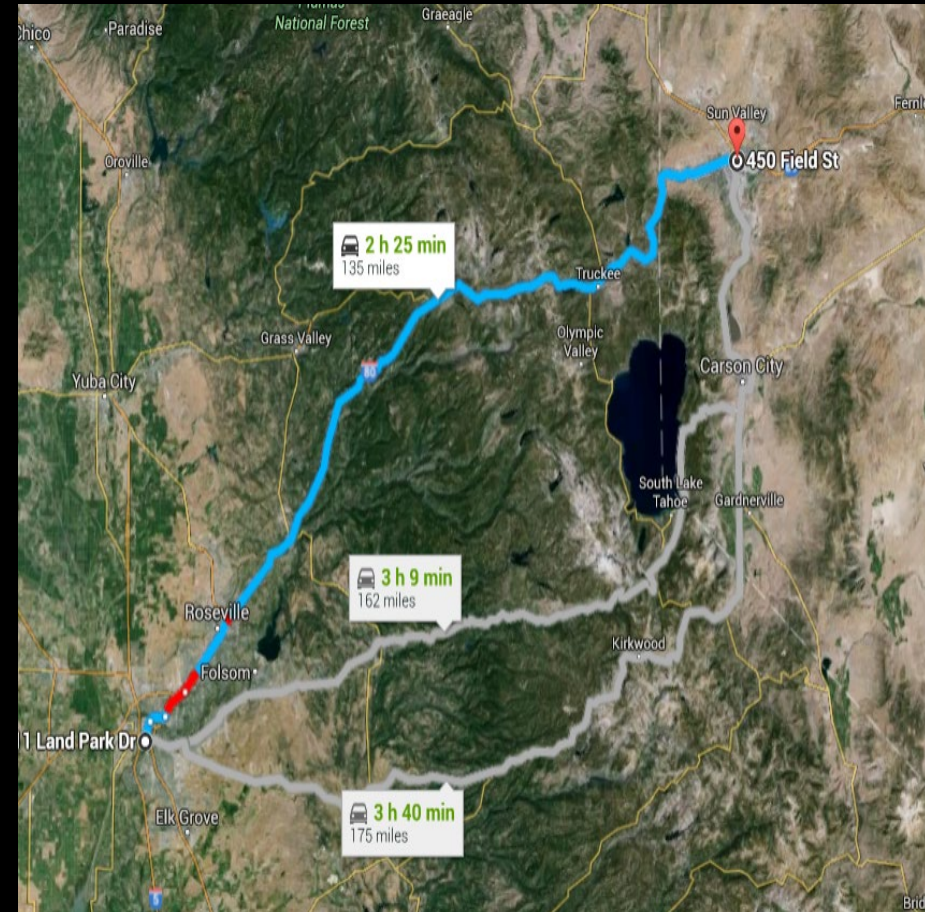 National Forest
Graeagle
Chico
Paradise
Sun Valley
450 Field St
Oroville
2 h 25 min
135 miles
Truckee
Grass Valley
Olympic
Valley
80
Yuba City
Carson City
South Lake
Tahoe
Gardnerville
3 h 9 min
162 miles
Roseville
Kirkwood
Folsom
1 Land Park Dr
3 h 40 min
175 miles
Elk Grove
5